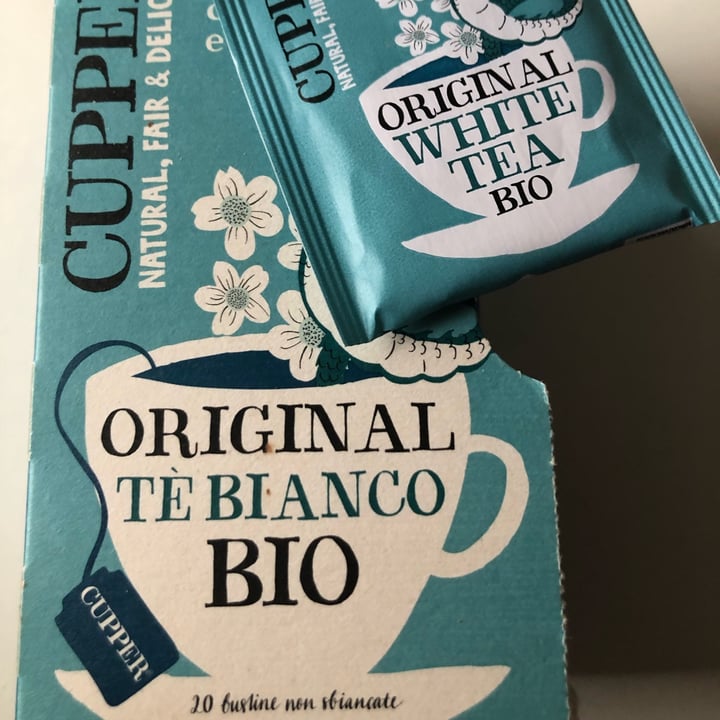 CUPPER
NATURAL, FAIR & DELIC
e
CUPPE
NATURAL, FAIR
ORIGINAL
WHITE
TEA
BIO
ORIGINAL
TÈ BIANCO
BIO
CUPPER
20 bustine non sbiancate